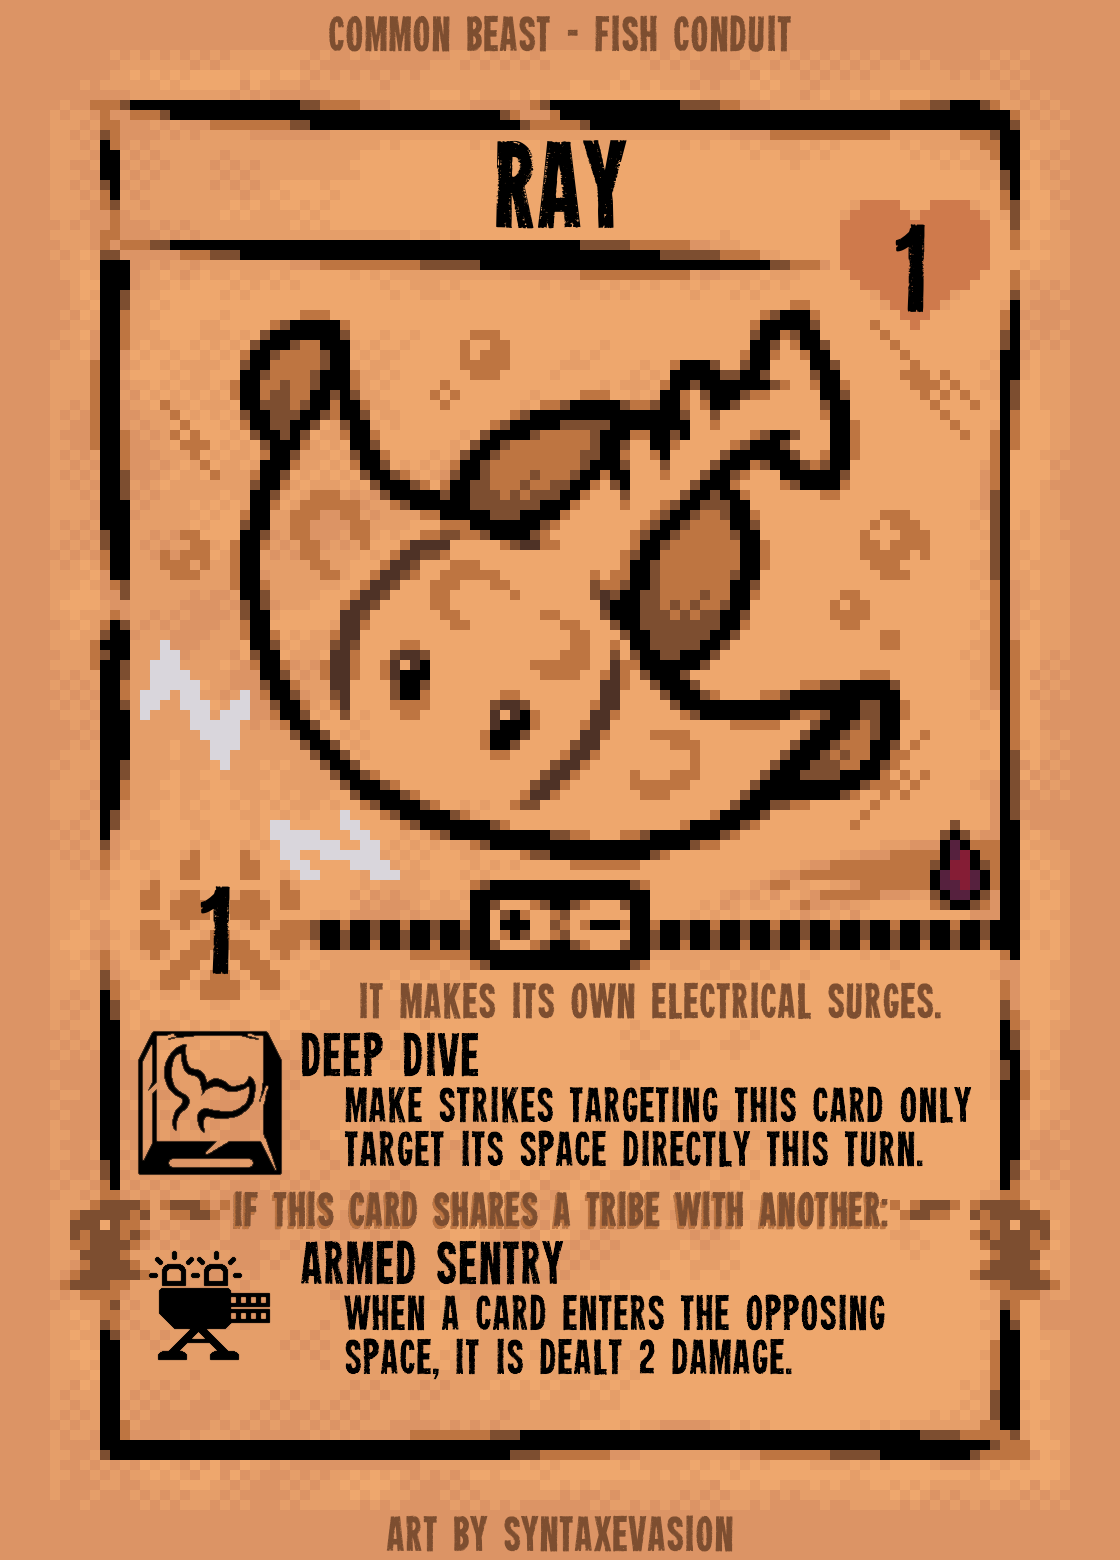 COMMON BEAST - FISH CONDUIT
RAY
1
1
IT MAKES ITS OWN ELECTRICAL SURGES.
DEEP DIVE
MAKE STRIKES TARGETING THIS CARD ONLY
TARGET ITS SPACE DIRECTLY THIS TURN.
IF THIS CARD SHARES A TRIBE WITH ANOTHER:
ARMED SENTRY
WHEN A CARD ENTERS THE OPPOSING
SPACE, IT IS DEALT 2 DAMAGE.
ART BY SYNTAXEVASION